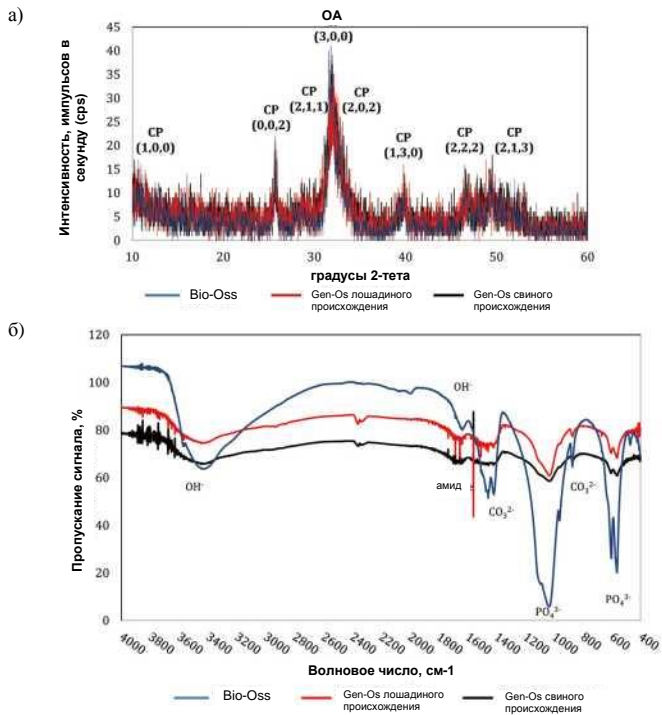 а)
ОА
(3,0,0)
Интенсивность, импульсов в
секунду (cps)
45
40
35
30
25
20
15
10
5
0
CP
(1,0,0)
CP
(0,0,2)
CP
(2,1,1)
CP
(2,0,2)
CP
(1,3,0)
CP
(2,2,2)
CP
(2,1,3)
10 20 30 40 50 60
градусы 2-тета
Bio-Oss
Gen-Os лошадиного
происхождения
Gen-Os свиного
происхождения
б)
Пропускание сигнала, %
120
100
80
60
40
20
0
OH⁻
OH⁻
амид
CO₃²⁻
PO₄³⁻
CO₃²⁻
PO₄³⁻
4000 3800 3600 3400 3200 3000 2800 2600 2400 2200 2000 1800 1600 1400 1200 1000 800 600 400
Волновое число, см-1
Bio-Oss
Gen-Os лошадиного
происхождения
Gen-Os свиного
происхождения